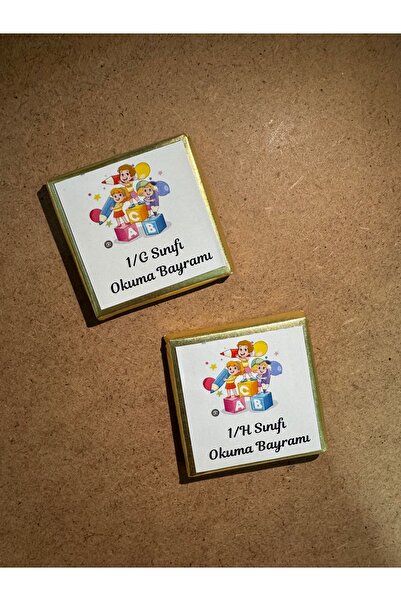 C
A B
1/G Sınıfı
Okuma Bayramı
C
A B
1/H Sınıfı
Okuma Bayramı